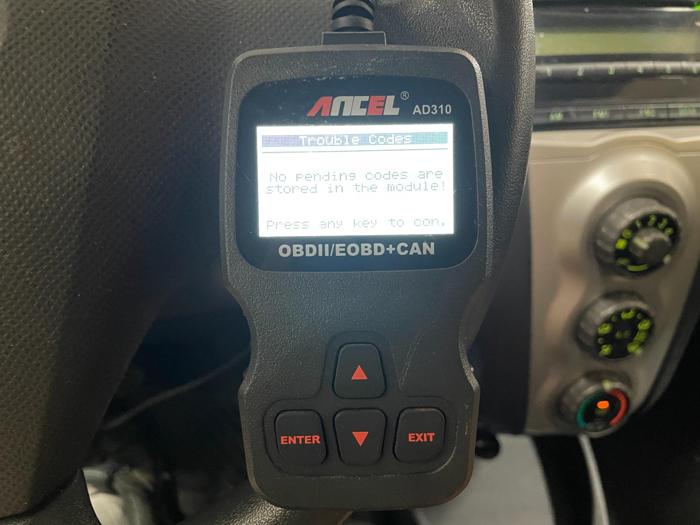 ANCEL®
AD310
Trouble Codes
No pending codes are
stored in the module!
Press any key to con.
OBDII/EOBD+CAN
ENTER
EXIT